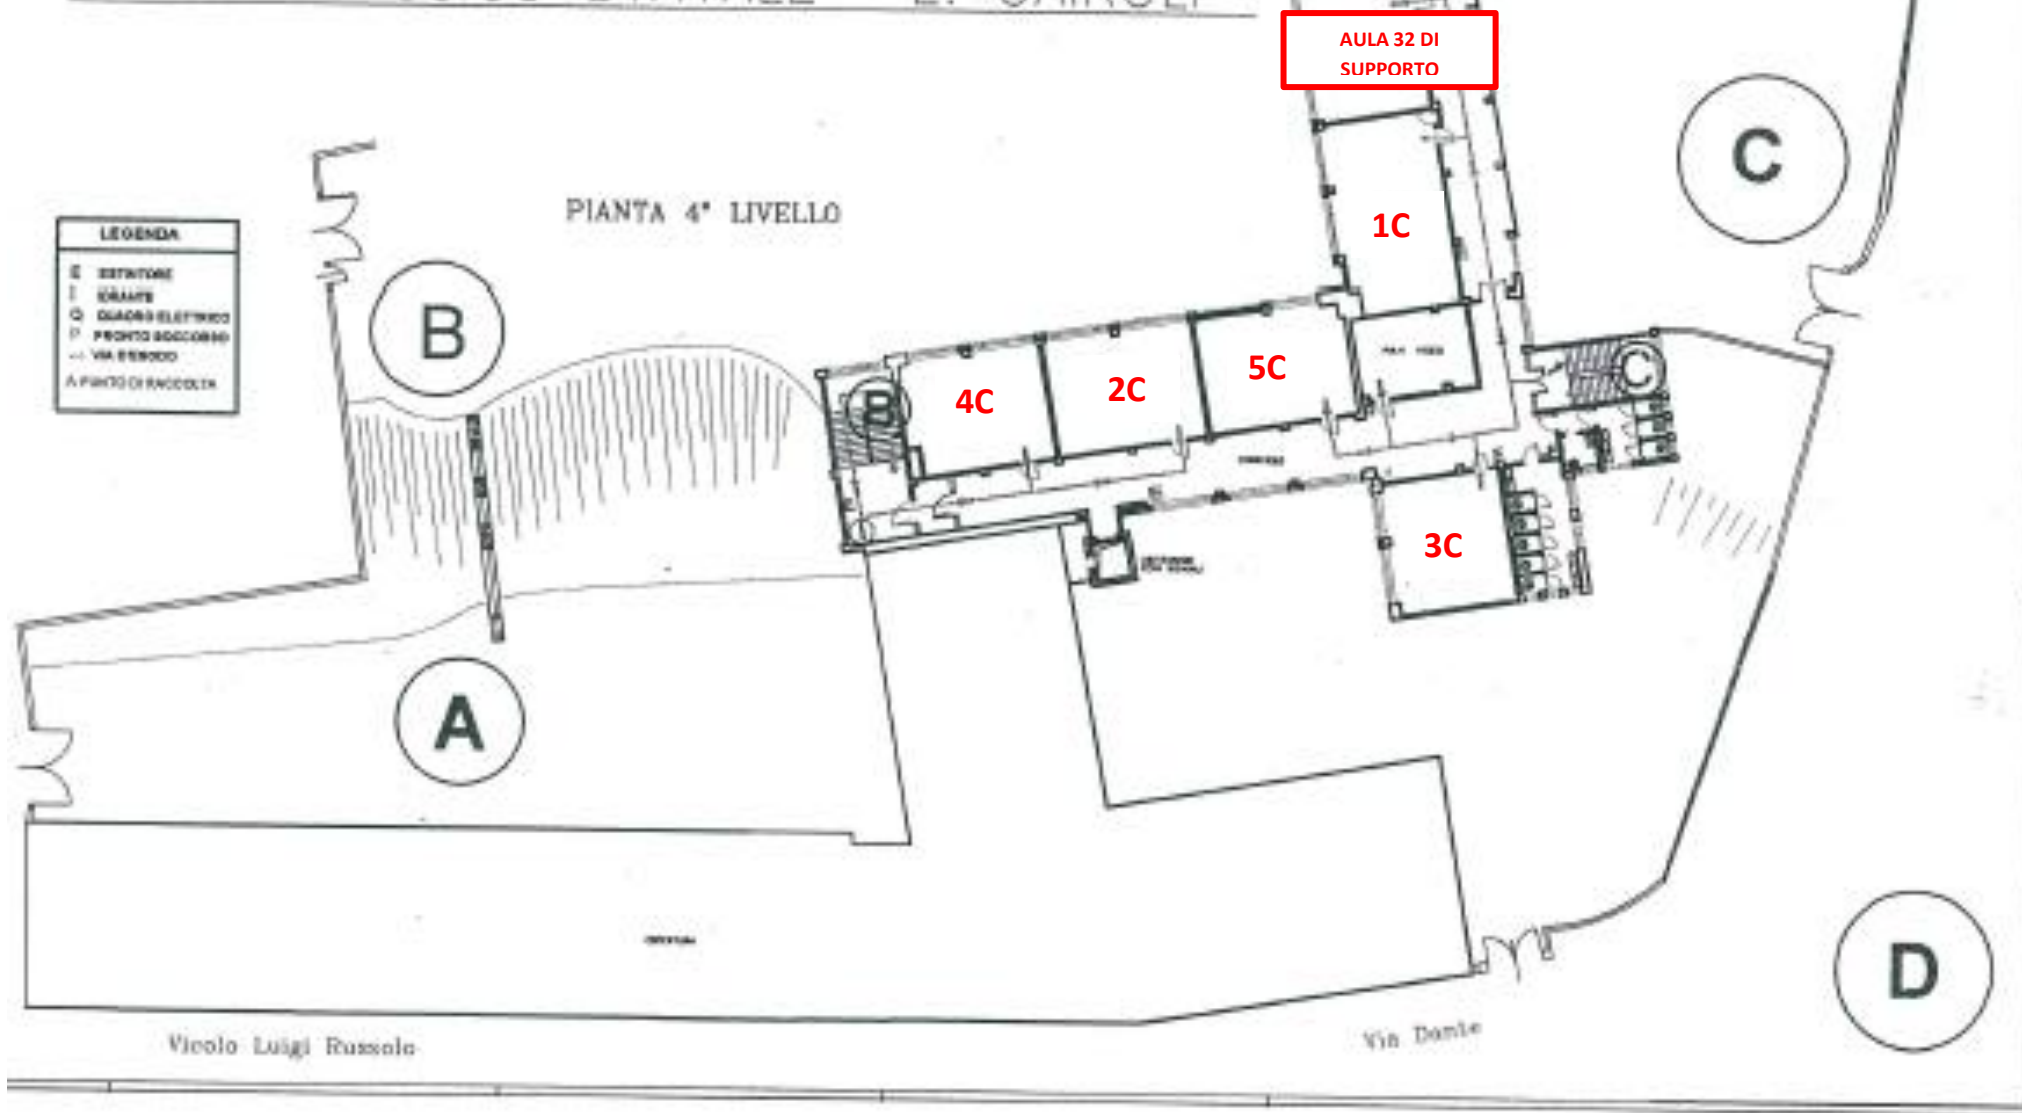 AULA 32 DI
SUPPORTO
C
1C
PIANTA 4° LIVELLO
LEGENDA
E ESTINTORE
I IDRANTE
Q QUADRO ELETTRICO
P PRONTO SOCCORSO
VIA D'ESODO
A PUNTO DI RACCOLTA
B
C
5C
2C
4C
B
3C
A
D
Vicolo Luigi Russolo
Via Dante